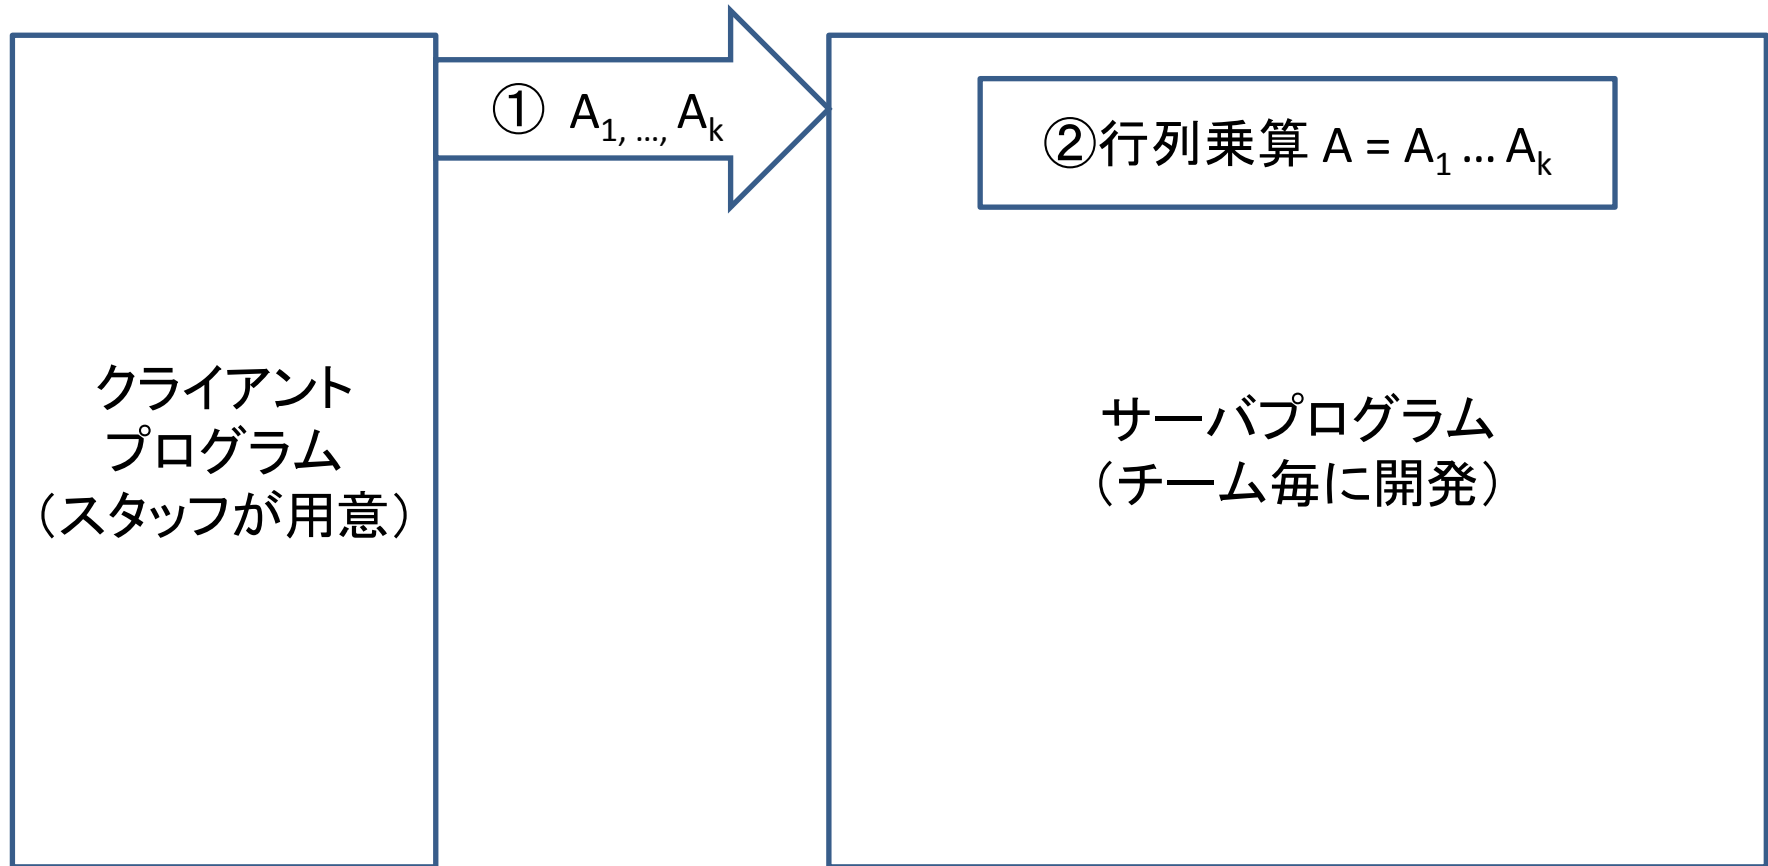 ① A1, ..., Ak
②行列乗算 A = A1 ... Ak
クライアント
プログラム
（スタッフが用意）
サーバプログラム
（チーム毎に開発）